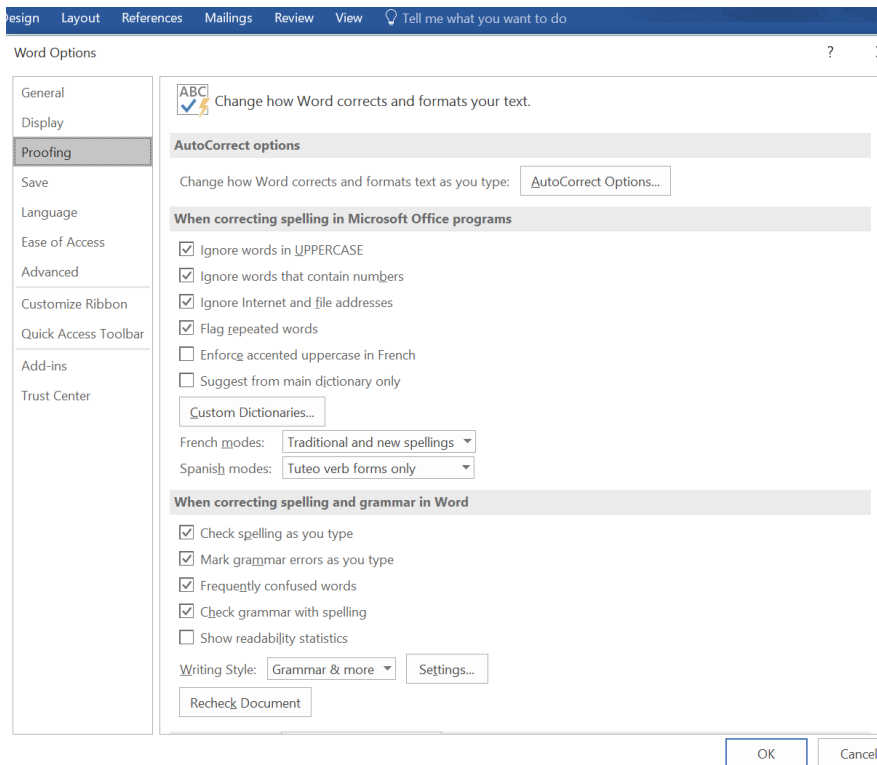 Design Layout References Mailings Review View Tell me what you want to do
Word Options ?
General
Display
Proofing
Save
Language
Ease of Access
Advanced
Customize Ribbon
Quick Access Toolbar
Add-ins
Trust Center
ABC
Change how Word corrects and formats your text.
AutoCorrect options
Change how Word corrects and formats text as you type: AutoCorrect Options...
When correcting spelling in Microsoft Office programs
Ignore words in UPPERCASE
Ignore words that contain numbers
Ignore Internet and file addresses
Flag repeated words
Enforce accented uppercase in French
Suggest from main dictionary only
Custom Dictionaries...
French modes: Traditional and new spellings
Spanish modes: Tuteo verb forms only
When correcting spelling and grammar in Word
Check spelling as you type
Mark grammar errors as you type
Frequently confused words
Check grammar with spelling
Show readability statistics
Writing Style: Grammar & more Settings...
Recheck Document
OK Cancel